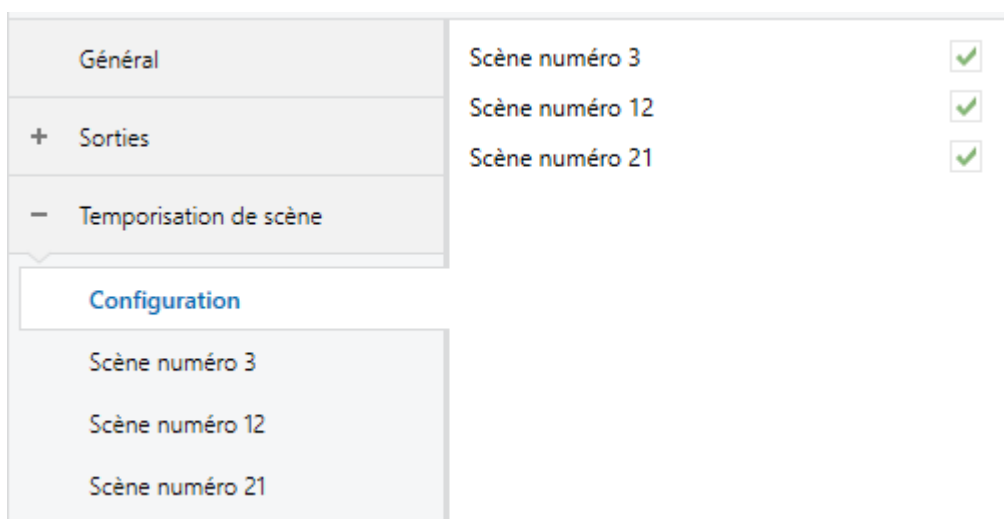 Général
Sorties
Temporisation de scène
Configuration
Scène numéro 3
Scène numéro 12
Scène numéro 21
Scène numéro 3
Scène numéro 12
Scène numéro 21